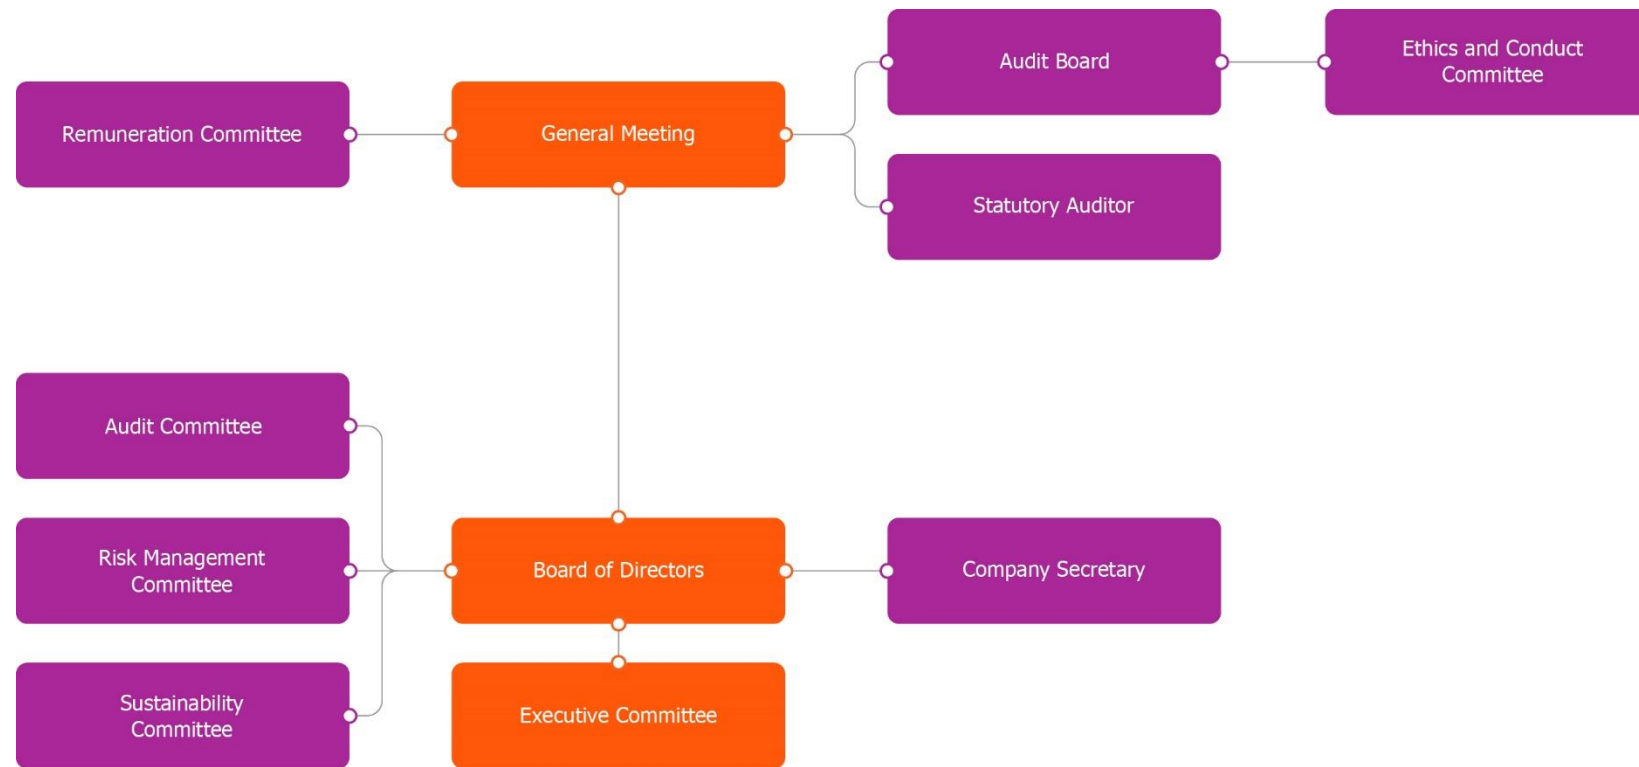 Audit Board
Ethics and Conduct
Committee
Remuneration Committee
General Meeting
Statutory Auditor
Audit Committee
Risk Management
Committee
Board of Directors
Company Secretary
Sustainability
Committee
Executive Committee